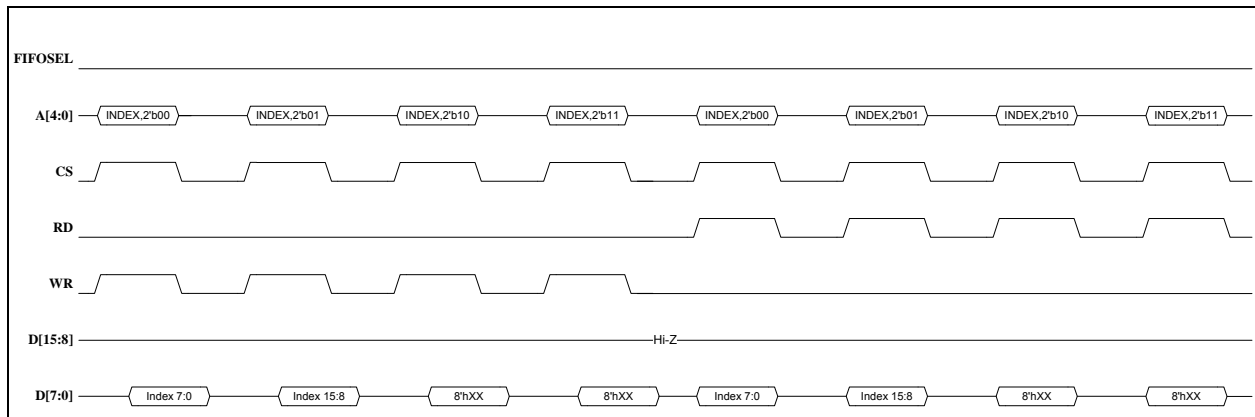 FIFOSEL
A[4:0] INDEX,2'b00 INDEX,2'b01 INDEX,2'b10 INDEX,2'b11 INDEX,2'b00 INDEX,2'b01 INDEX,2'b10 INDEX,2'b11
CS
RD
WR
D[15:8] Hi-Z
D[7:0] Index 7:0 Index 15:8 8'hXX 8'hXX Index 7:0 Index 15:8 8'hXX 8'hXX